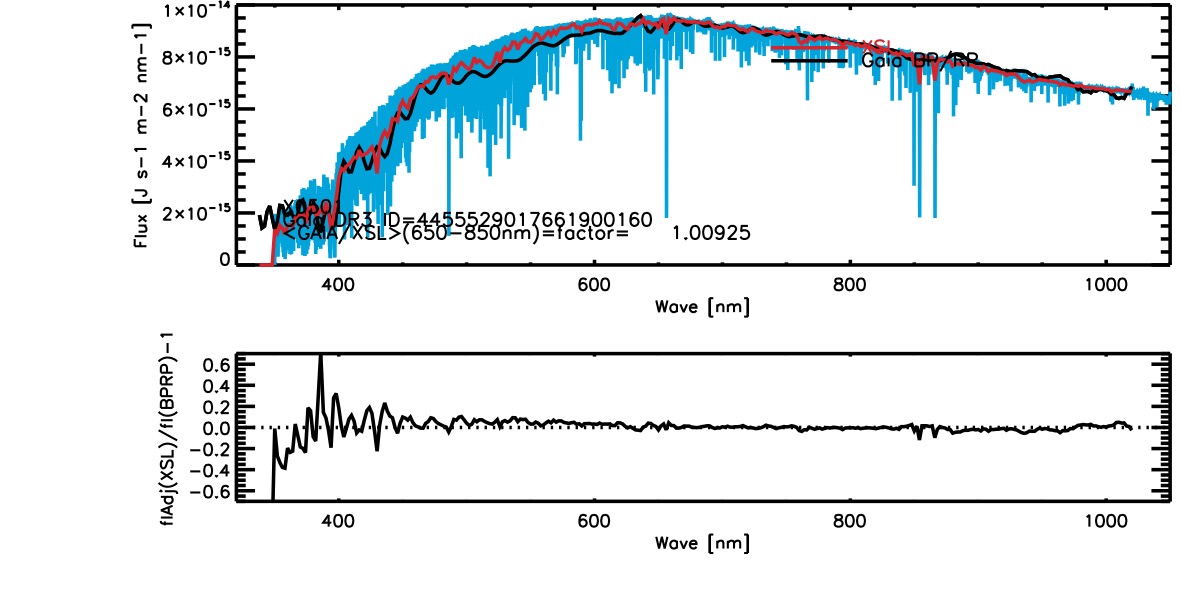 1×10−14
8×10−15
6×10−15
4×10−15
2×10−15
0
Flux [J s−1 m−2 nm−1]
XSL
Gaia BP/RP
Gaia DR3 ID=4455529017661900160
<GAIA/XSL>(650−850nm)=factor= 1.00925
400 600 800 1000
Wave [nm]
flAdj(XSL)/fl(BPRP)−1
0.6
0.4
0.2
0.0
−0.2
−0.4
−0.6
400 600 800 1000
Wave [nm]